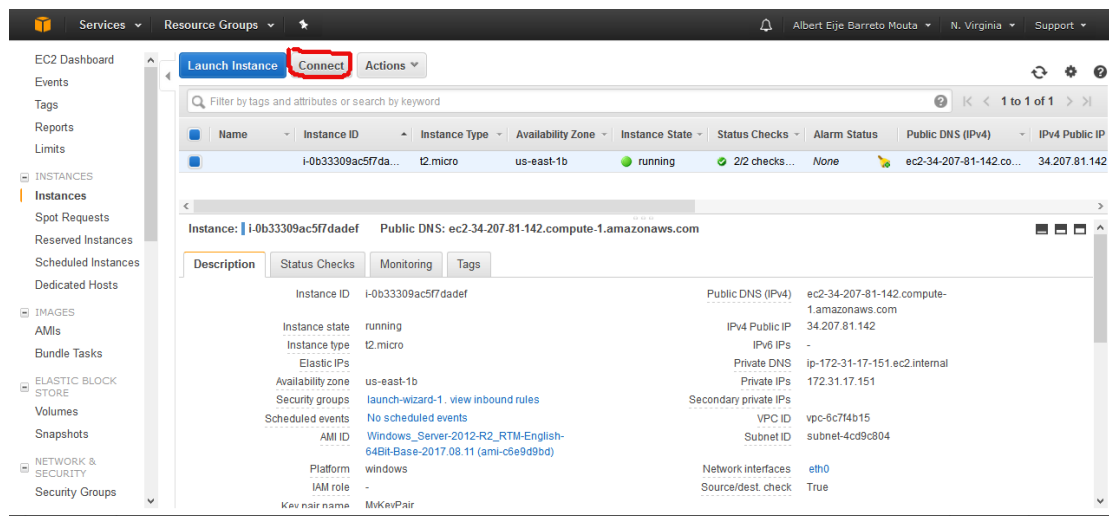 Services Resource Groups Albert Eije Barreto Mouta N. Virginia Support
EC2 Dashboard
Events
Tags
Reports
Limits
INSTANCES
Instances
Spot Requests
Reserved Instances
Scheduled Instances
Dedicated Hosts
IMAGES
AMIs
Bundle Tasks
ELASTIC BLOCK
STORE
Volumes
Snapshots
NETWORK &
SECURITY
Security Groups
Launch Instance Connect Actions
Filter by tags and attributes or search by keyword 1 to 1 of 1
Name Instance ID Instance Type Availability Zone Instance State Status Checks Alarm Status Public DNS (IPv4) IPv4 Public IP
i-0b33309ac5f7da... t2.micro us-east-1b running 2/2 checks... None ec2-34-207-81-142.co... 34.207.81.142
Instance: i-0b33309ac5f7dadef Public DNS: ec2-34-207-81-142.compute-1.amazonaws.com
Description Status Checks Monitoring Tags
Instance ID i-0b33309ac5f7dadef Public DNS (IPv4) ec2-34-207-81-142.compute-
1.amazonaws.com
Instance state running IPv4 Public IP 34.207.81.142
Instance type t2.micro IPv6 IPs -
Elastic IPs Private DNS ip-172-31-17-151.ec2.internal
Availability zone us-east-1b Private IPs 172.31.17.151
Security groups launch-wizard-1. view inbound rules Secondary private IPs
Scheduled events No scheduled events VPC ID vpc-6c7f4b15
AMI ID Windows_Server-2012-R2_RTM-English- Subnet ID subnet-4cd9c804
64Bit-Base-2017.08.11 (ami-c6e9d9bd)
Platform windows Network interfaces eth0
IAM role - Source/dest. check True
Key pair name MyKeyPair